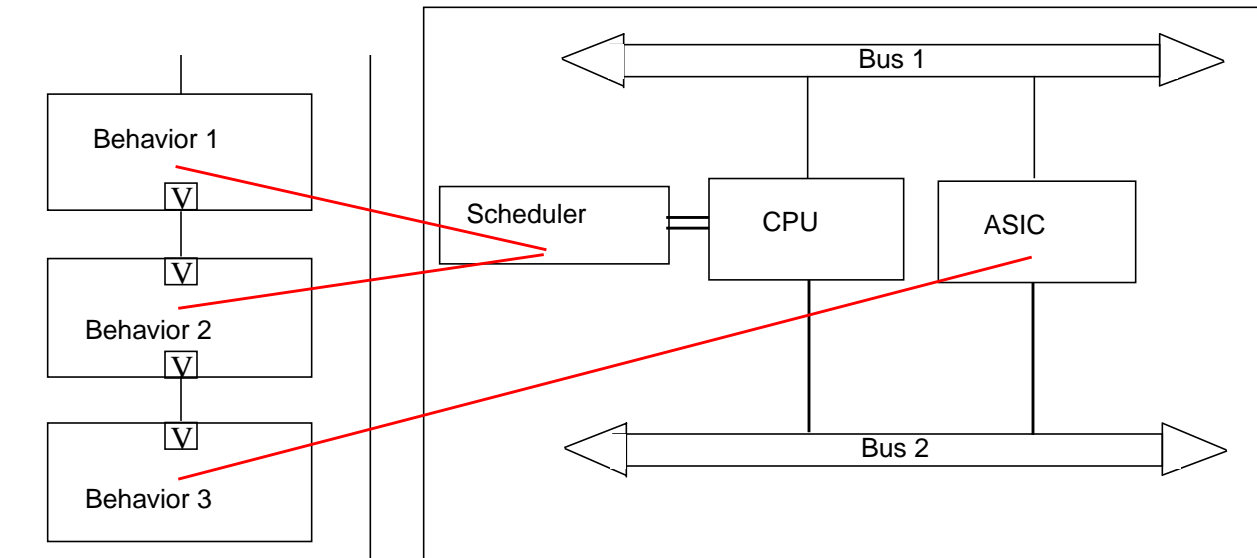 Bus 1
Behavior 1
V
Scheduler
CPU
ASIC
V
Behavior 2
V
V
Bus 2
Behavior 3